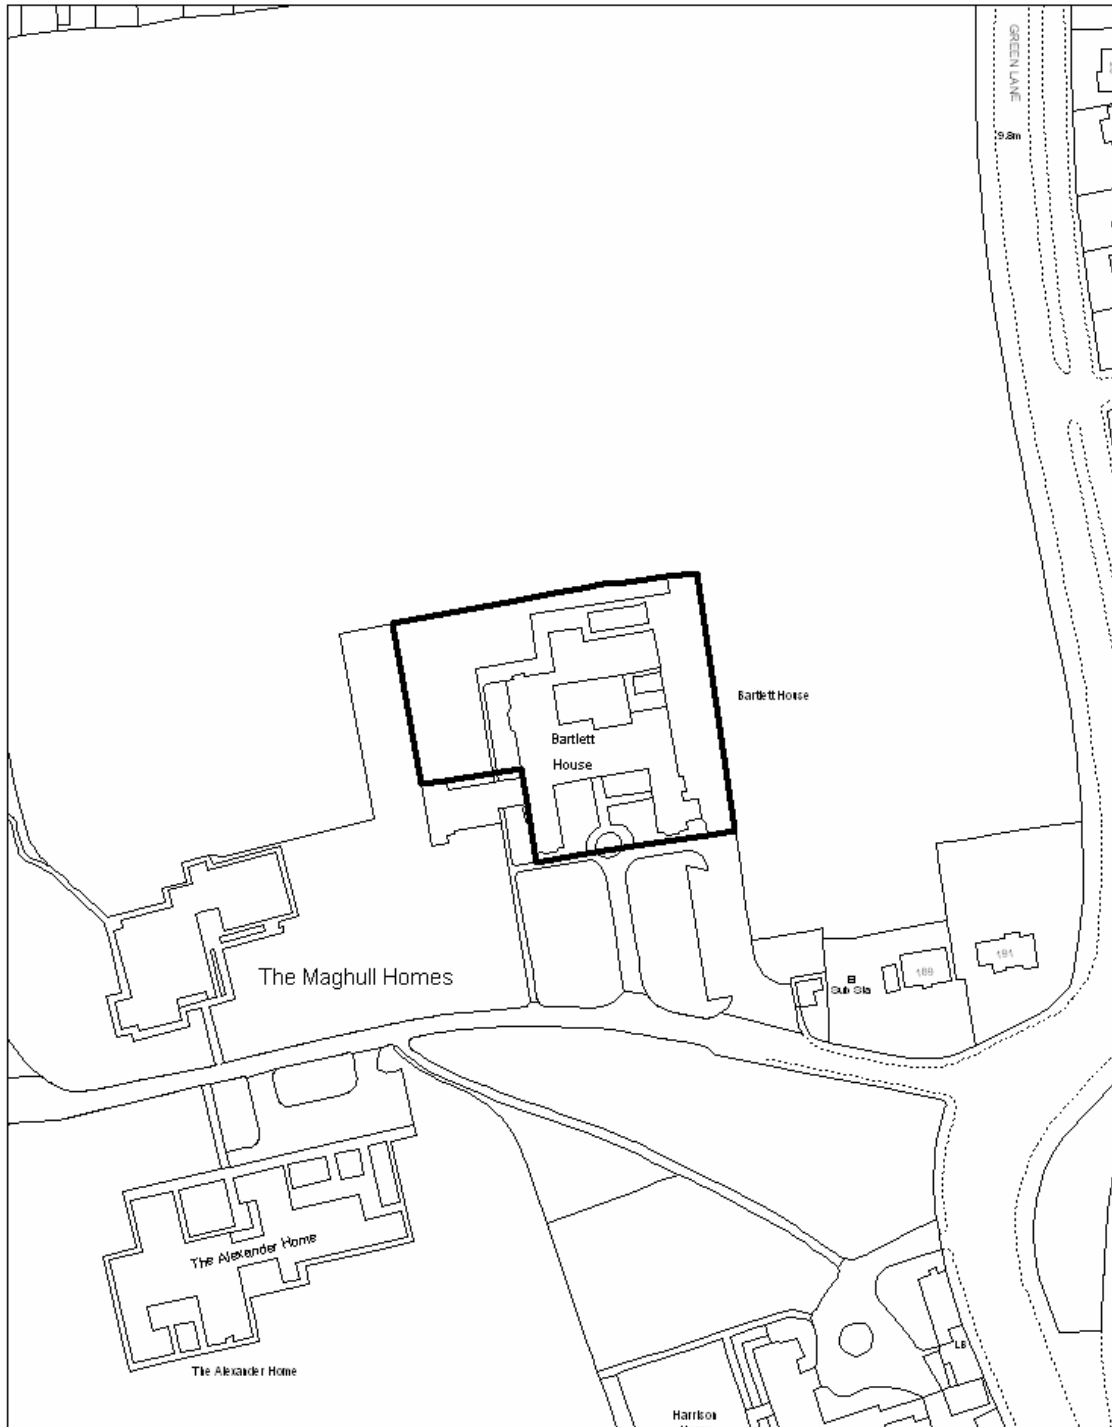 GREEN LANE
9.8m
Bartlett House
Bartlett
House
The Maghull Homes
El
Sub Sta
189
191
The Alexander Home
The Alexander Home
LB
Harrison